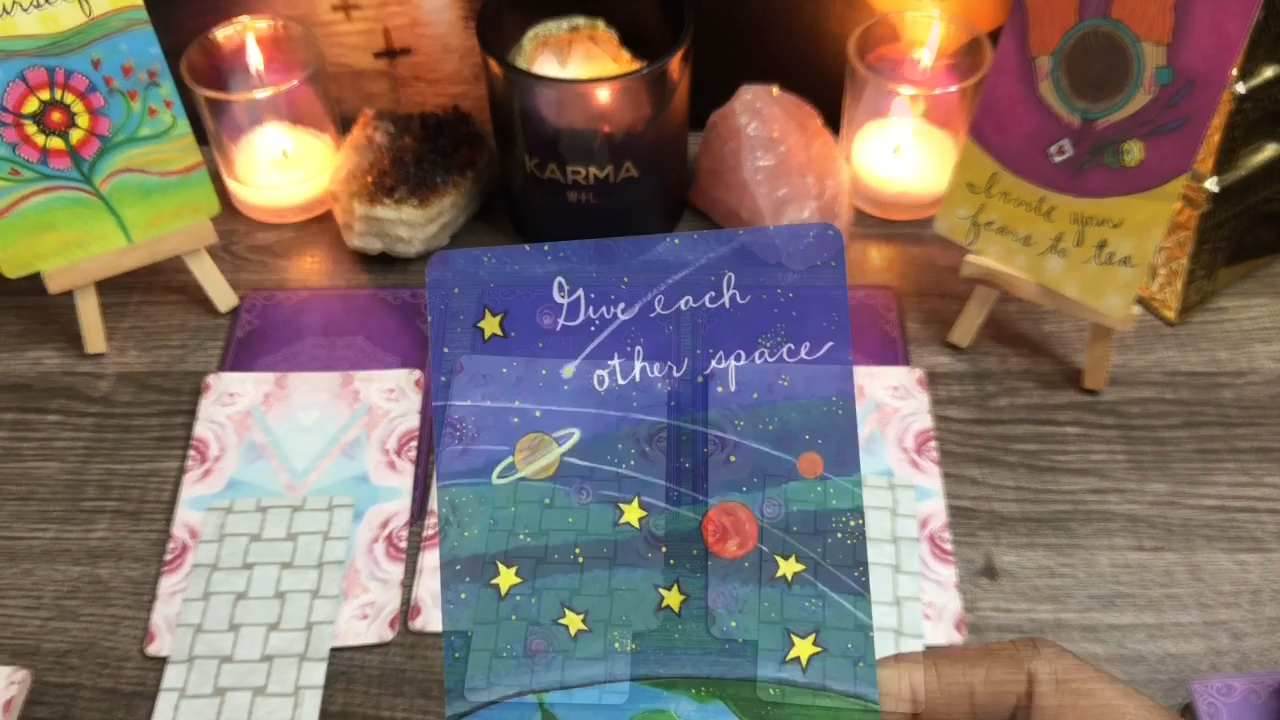 KARMA
W+L
Invite your
fears to tea
Give each
other space